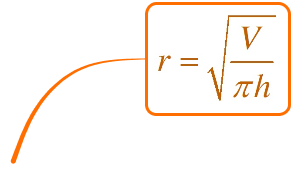 r = √(V/πh)